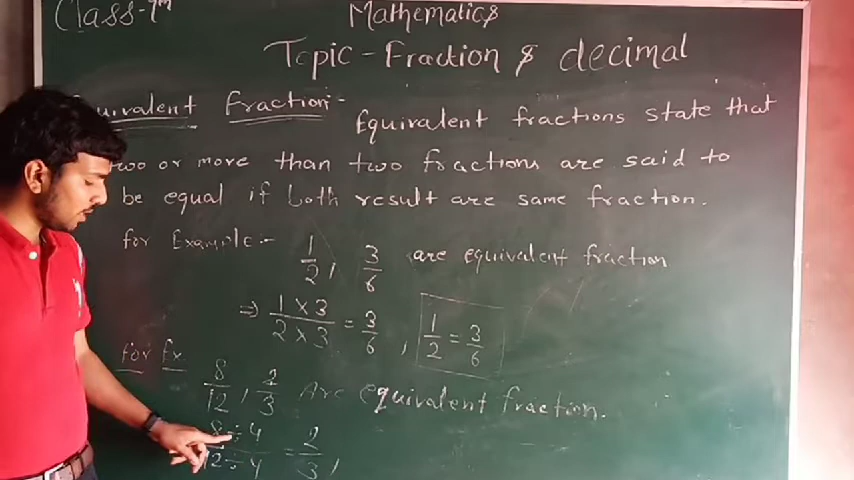 Class-7th
Mathematics
Topic - Fraction & decimal
Equivalent fraction :- Equivalent fractions state that
two or more than two fractions are said to
be equal if both result are same fraction.
for Example:- 1/2, 3/6 are equivalent fraction
⇒ 1 × 3 / 2 × 3 = 3/6, 1/2 = 3/6
for Ex 8/12, 2/3 Are equivalent fraction.
8 ÷ 4 / 12 ÷ 4 = 2/3,